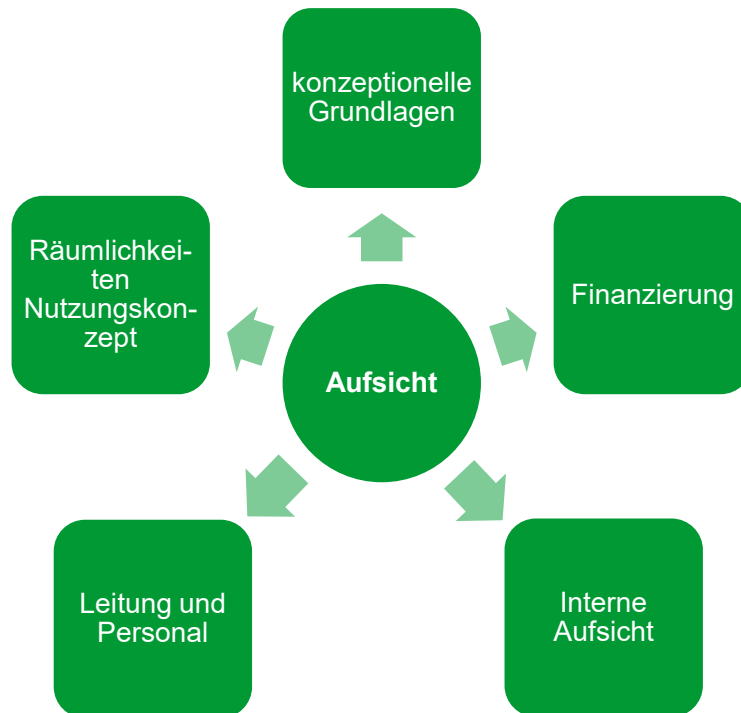 konzeptionelle
Grundlagen
Räumlichkei-
ten
Nutzungskon-
zept
Finanzierung
Aufsicht
Leitung und
Personal
Interne
Aufsicht